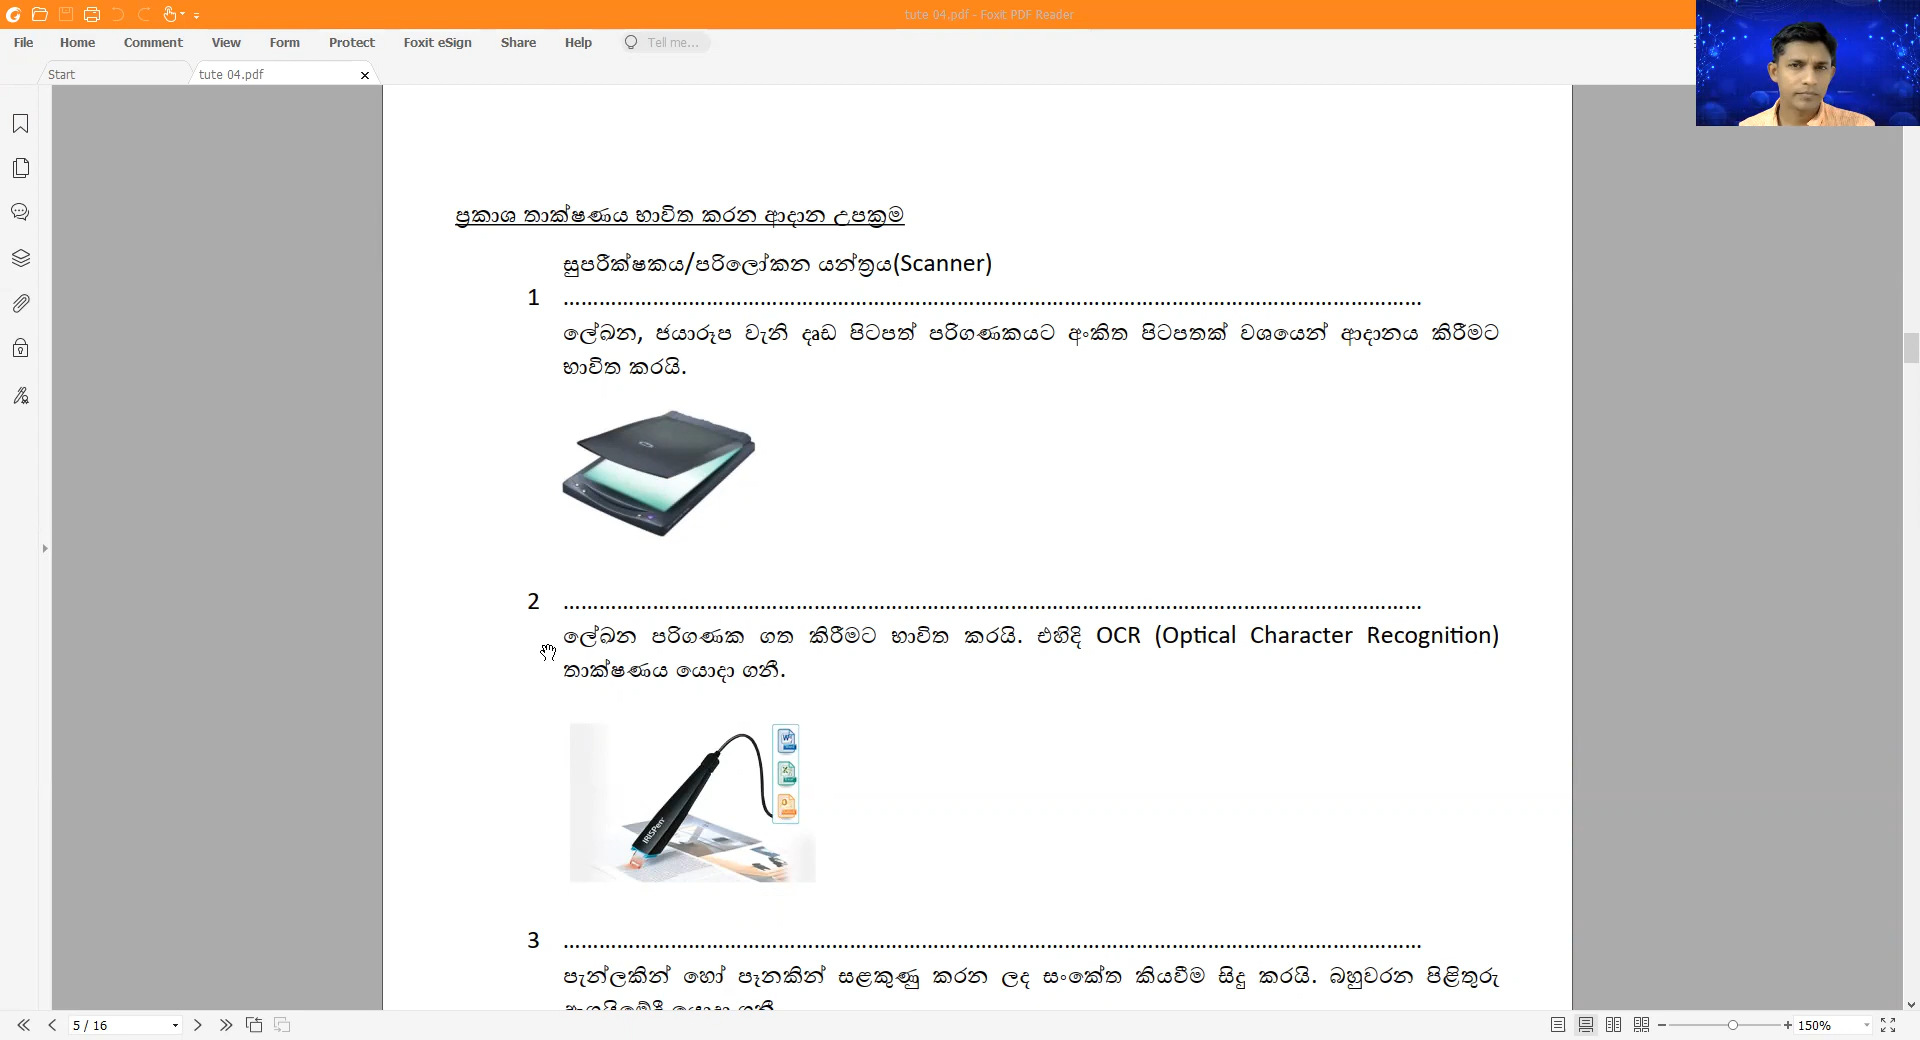 tute 04.pdf - Foxit PDF Reader
File Home Comment View Form Protect Foxit eSign Share Help Tell me...
Start tute 04.pdf
ප්‍රකාශ තාක්ෂණය භාවිත කරන ආදාන උපක්‍රම
සුපරීක්ෂකය/පරිලෝකන යන්ත්‍රය(Scanner)
1 ................................................................................
ලේඛන, ජයාරූප වැනි දෘඩ පිටපත් පරිගණකයට අංකිත පිටපතක් වශයෙන් ආදානය කිරීමට
භාවිත කරයි.
2 ................................................................................
ලේඛන පරිගණක ගත කිරීමට භාවිත කරයි. එහිදි OCR (Optical Character Recognition)
තාක්ෂණය යොදා ගනී.
IRISPen
3 ................................................................................
පැන්ලකින් හෝ පෑනකින් සළකුණු කරන ලද සංකේත කියවීම සිදු කරයි. බහුවරන පිළිතුරු
5 / 16
150%